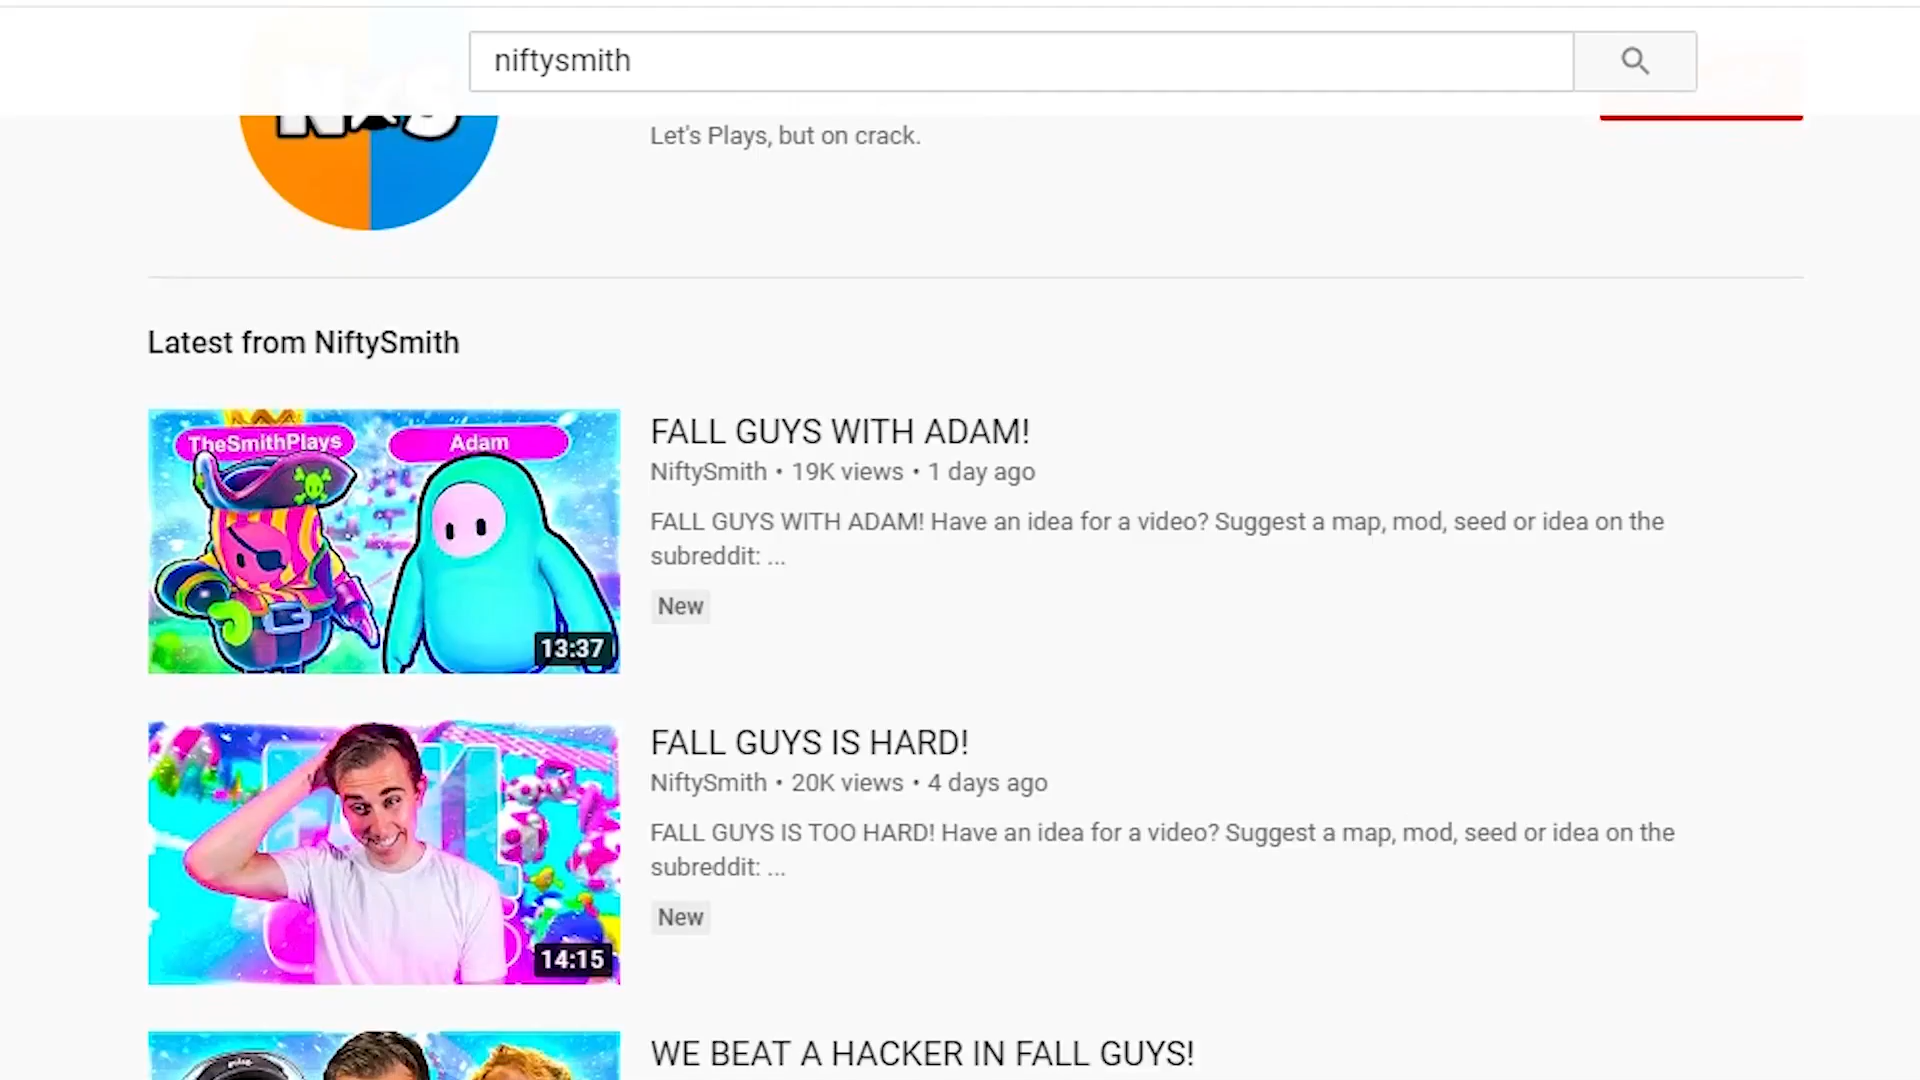 niftysmith
NxS
Let's Plays, but on crack.
Latest from NiftySmith
TheSmithPlays
Adam
13:37
FALL GUYS WITH ADAM!
NiftySmith • 19K views • 1 day ago
FALL GUYS WITH ADAM! Have an idea for a video? Suggest a map, mod, seed or idea on the
subreddit: ...
New
14:15
FALL GUYS IS HARD!
NiftySmith • 20K views • 4 days ago
FALL GUYS IS TOO HARD! Have an idea for a video? Suggest a map, mod, seed or idea on the
subreddit: ...
New
WE BEAT A HACKER IN FALL GUYS!